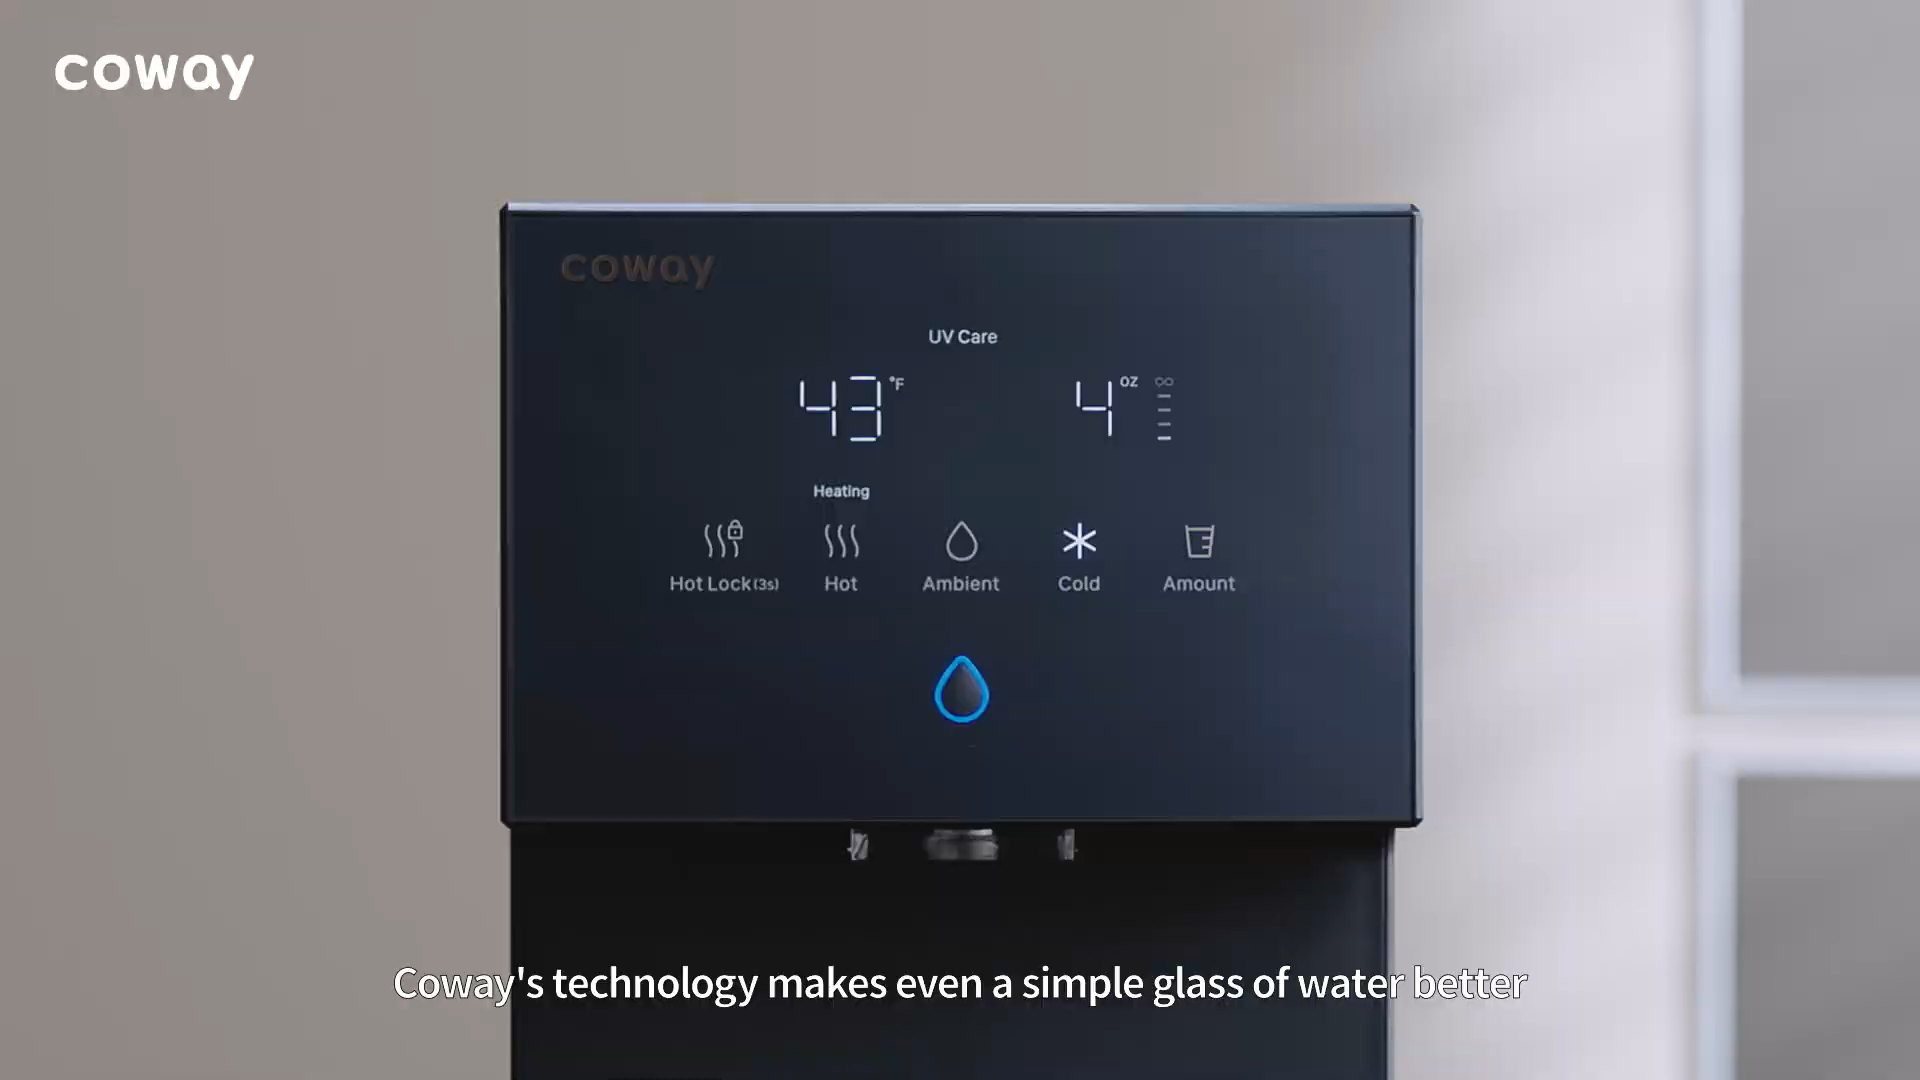 coway
coway
UV Care
43 °F
4 oz ∞
Heating
Hot Lock(3s) Hot Ambient Cold Amount
Coway's technology makes even a simple glass of water better